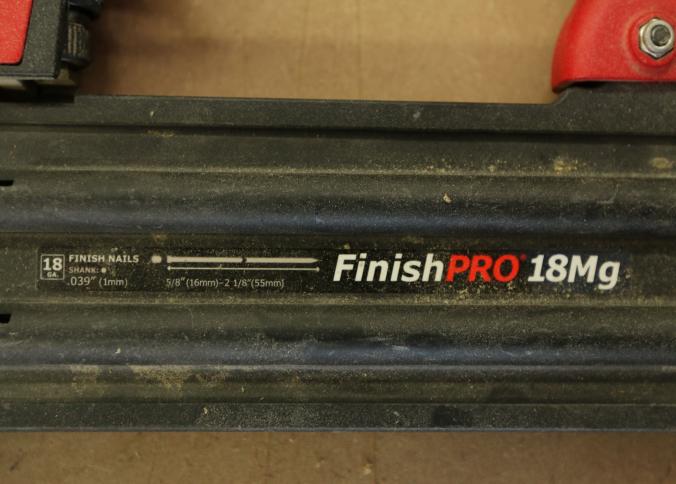 18 GA.
FINISH NAILS
SHANK:
.039" (1mm)
5/8"(16mm)-2 1/8"(55mm)
FinishPRO® 18Mg